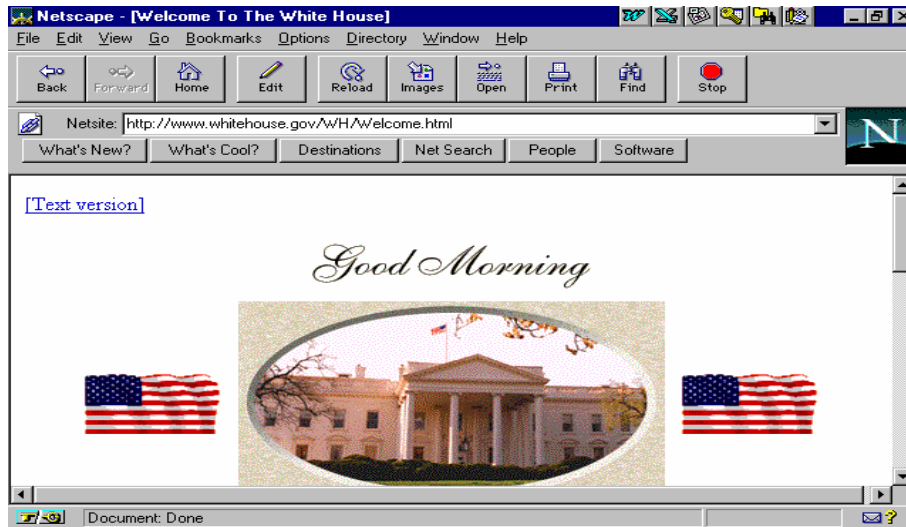 Netscape - [Welcome To The White House]
File Edit View Go Bookmarks Options Directory Window Help
Back Forward Home Edit Reload Images Open Print Find Stop
Netsite: http://www.whitehouse.gov/WH/Welcome.html
N
What's New? What's Cool? Destinations Net Search People Software
[Text version]
Good Morning
Document: Done
?